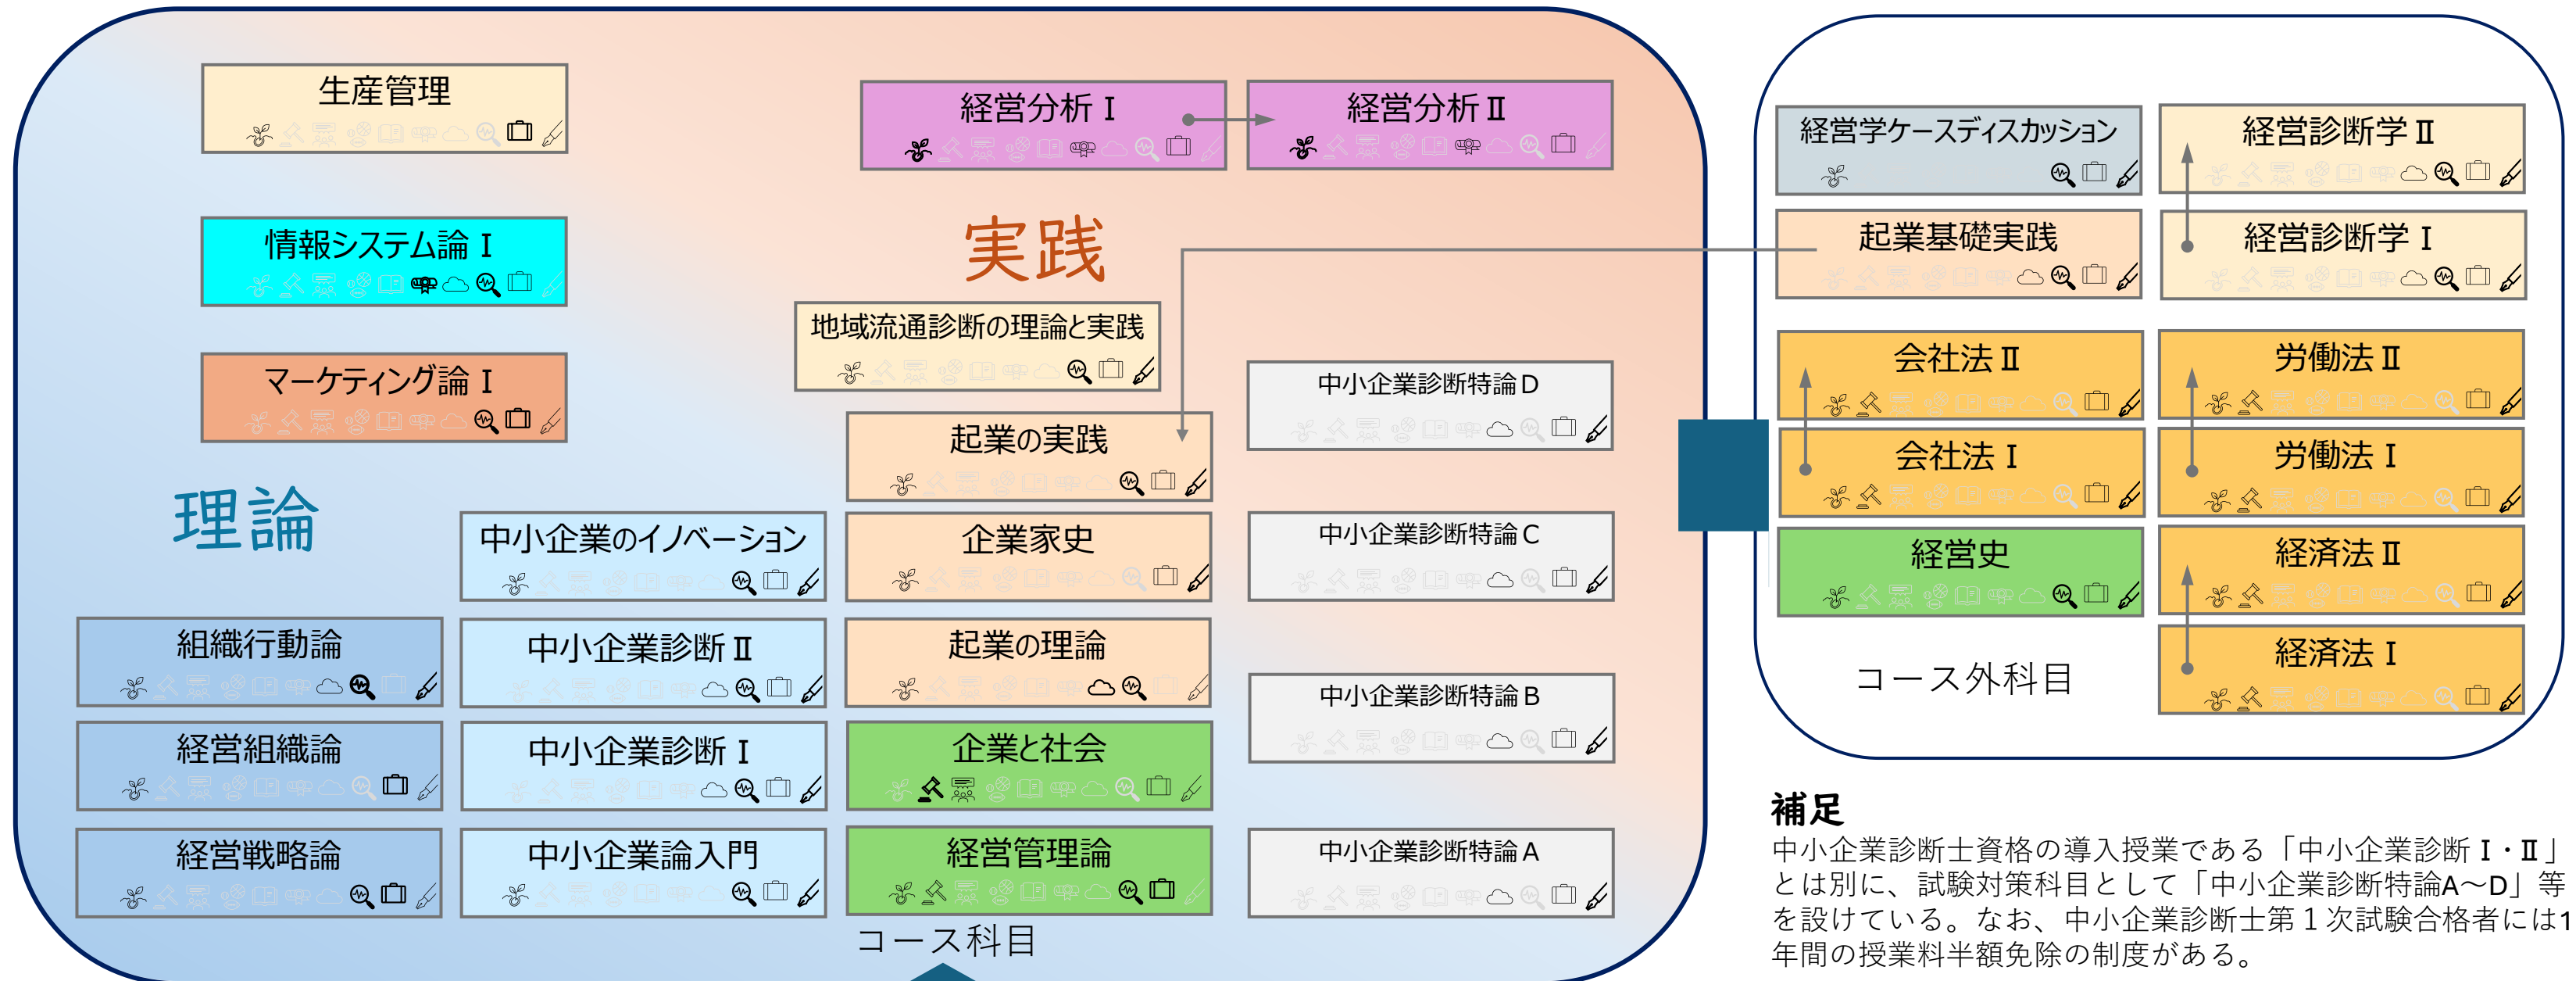 生産管理
経営分析Ⅰ
経営分析Ⅱ
情報システム論Ⅰ
実践
地域流通診断の理論と実践
マーケティング論Ⅰ
中小企業診断特論D
起業の実践
理論
中小企業のイノベーション
企業家史
中小企業診断特論C
組織行動論
中小企業診断Ⅱ
起業の理論
中小企業診断特論B
経営組織論
中小企業診断Ⅰ
企業と社会
経営戦略論
中小企業論入門
経営管理論
中小企業診断特論A
コース科目
経営学ケースディスカッション
経営診断学Ⅱ
起業基礎実践
経営診断学Ⅰ
会社法Ⅱ
労働法Ⅱ
会社法Ⅰ
労働法Ⅰ
経営史
経済法Ⅱ
経済法Ⅰ
コース外科目
補足
中小企業診断士資格の導入授業である「中小企業診断Ⅰ・Ⅱ」
とは別に、試験対策科目として「中小企業診断特論A～D」等
を設けている。なお、中小企業診断士第１次試験合格者には1
年間の授業料半額免除の制度がある。